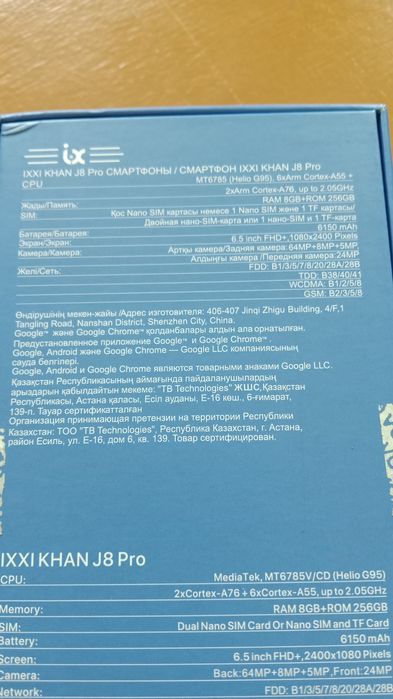 ix
IXXI KHAN J8 Pro СМАРТФОНЫ / СМАРТФОН IXXI KHAN J8 Pro
CPU MT6785 (Helio G95), 6xArm Cortex-A55 +
2xArm Cortex-A76, up to 2.05GHz
Жады/Память: RAM 8GB+ROM 256GB
SIM: Қос Nano SIM картасы немесе 1 Nano SIM және 1 TF картасы/
Двойная нано-SIM-карта или 1 нано-SIM и 1 TF-карта
Батарея/Батарея: 6150 mAh
Экран/Экран: 6.5 inch FHD+,1080x2400 Pixels
Камера/Камера: Артқы камера/Задняя камера: 64MP+8MP+5MP,
Алдыңғы камера /Передняя камера 24MP
Желі/Сеть: FDD: B1/3/5/7/8/20/28A/28B
TDD: B38/40/41
WCDMA: B1/2/5/8
GSM: B2/3/5/8
Өндірушінің мекен-жайы /Адрес изготовителя: 406-407 Jinqi Zhigu Building, 4/F,1
Tangling Road, Nanshan District, Shenzhen City, China.
Google™ және Google Chrome™ қолданбалары алдын ала орнатылған.
Предустановленное приложение Google™ и Google Chrome™.
Google, Android және Google Chrome — Google LLC компаниясының
сауда белгілері.
Google, Android и Google Chrome являются товарными знаками Google LLC.
Қазақстан Республикасының аймағында пайдаланушылардың
арыздарын қабылдайтын мекеме: "TB Technologies" ЖШС,Қазақстан
Республикасы, Астана қаласы, Есіл ауданы, Е-16 көш., 6-ғимарат,
139-п. Тауар сертификатталған
Организация принимающая претензии на территории Республики
Казахстан: ТОО "TB Technologies", Республика Казахстан, г. Астана,
район Есиль, ул. Е-16, дом 6, кв. 139. Товар сертифицирован.
IXXI KHAN J8 Pro
CPU: MediaTek, MT6785V/CD (Helio G95)
2xCortex-A76 + 6xCortex-A55, up to 2.05GHz
Memory: RAM 8GB+ROM 256GB
SIM: Dual Nano SIM Card Or Nano SIM and TF Card
Battery: 6150 mAh
Screen: 6.5 inch FHD+,2400x1080 Pixels
Camera: Back:64MP+8MP+5MP ,Front:24MP
Network: FDD: B1/3/5/7/8/20/28A/28B